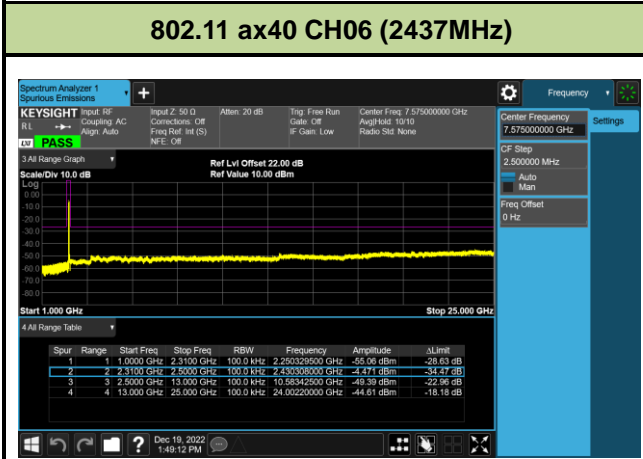 802.11 ax40 CH06 (2437MHz)
Spectrum Analyzer 1
Spurious Emissions
+
Frequency
KEYSIGHT
R L
LXI
PASS
Input: RF
Coupling: AC
Align: Auto
Input Z: 50 Ω
Corrections: Off
Freq Ref: Int (S)
NFE: Off
Atten: 20 dB
Trig: Free Run
Gate: Off
IF Gain: Low
Center Freq: 7.575000000 GHz
Avg|Hold: 10/10
Radio Std: None
Center Frequency
7.575000000 GHz
Settings
CF Step
2.500000 MHz
Auto
Man
Freq Offset
0 Hz
3 All Range Graph
Scale/Div 10.0 dB
Ref Lvl Offset 22.00 dB
Ref Value 10.00 dBm
Log
0.00
-10.0
-20.0
-30.0
-40.0
-50.0
-60.0
-70.0
-80.0
Start 1.000 GHz
Stop 25.000 GHz
4 All Range Table
Spur Range Start Freq Stop Freq RBW Frequency Amplitude ΔLimit
1 1 1.0000 GHz 2.3100 GHz 100.0 kHz 2.250329500 GHz -55.06 dBm -28.63 dB
2 2 2.3100 GHz 2.5000 GHz 100.0 kHz 2.430308000 GHz -4.471 dBm -34.47 dB
3 3 2.5000 GHz 13.000 GHz 100.0 kHz 10.58342500 GHz -49.39 dBm -22.96 dB
4 4 13.000 GHz 25.000 GHz 100.0 kHz 24.00220000 GHz -44.61 dBm -18.18 dB
?
Dec 19, 2022
1:49:12 PM